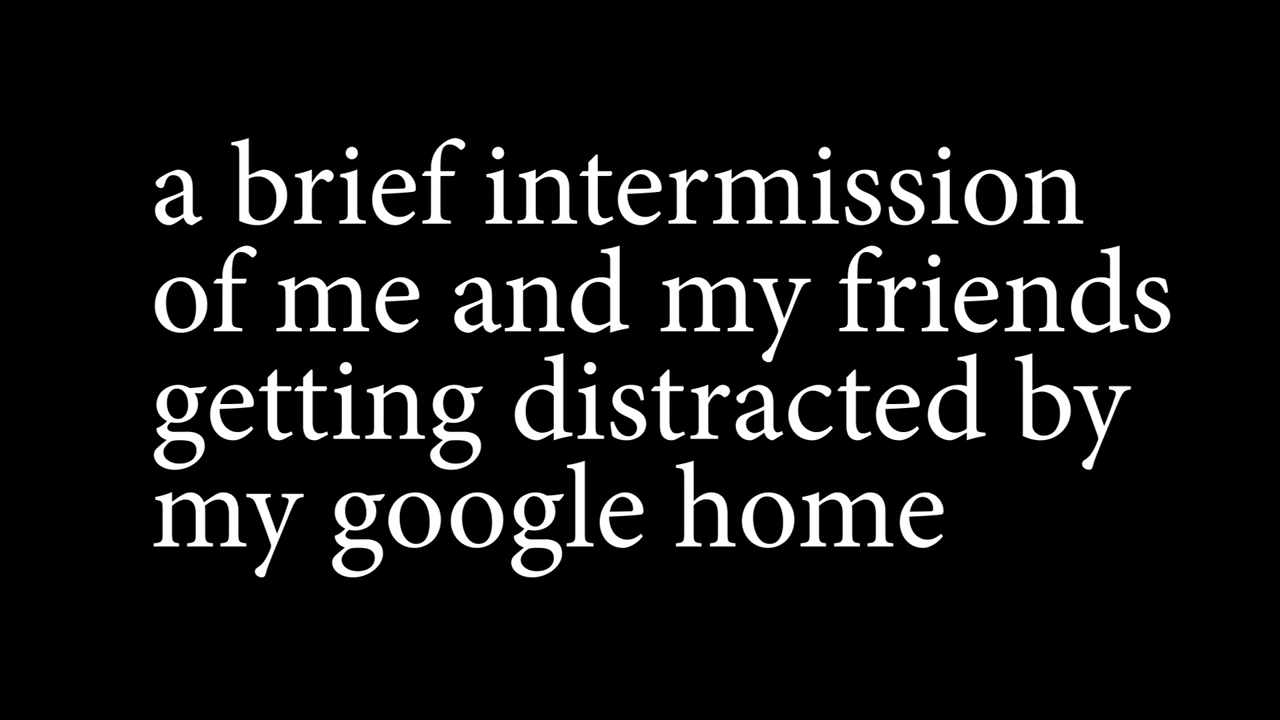 a brief intermission
of me and my friends
getting distracted by
my google home